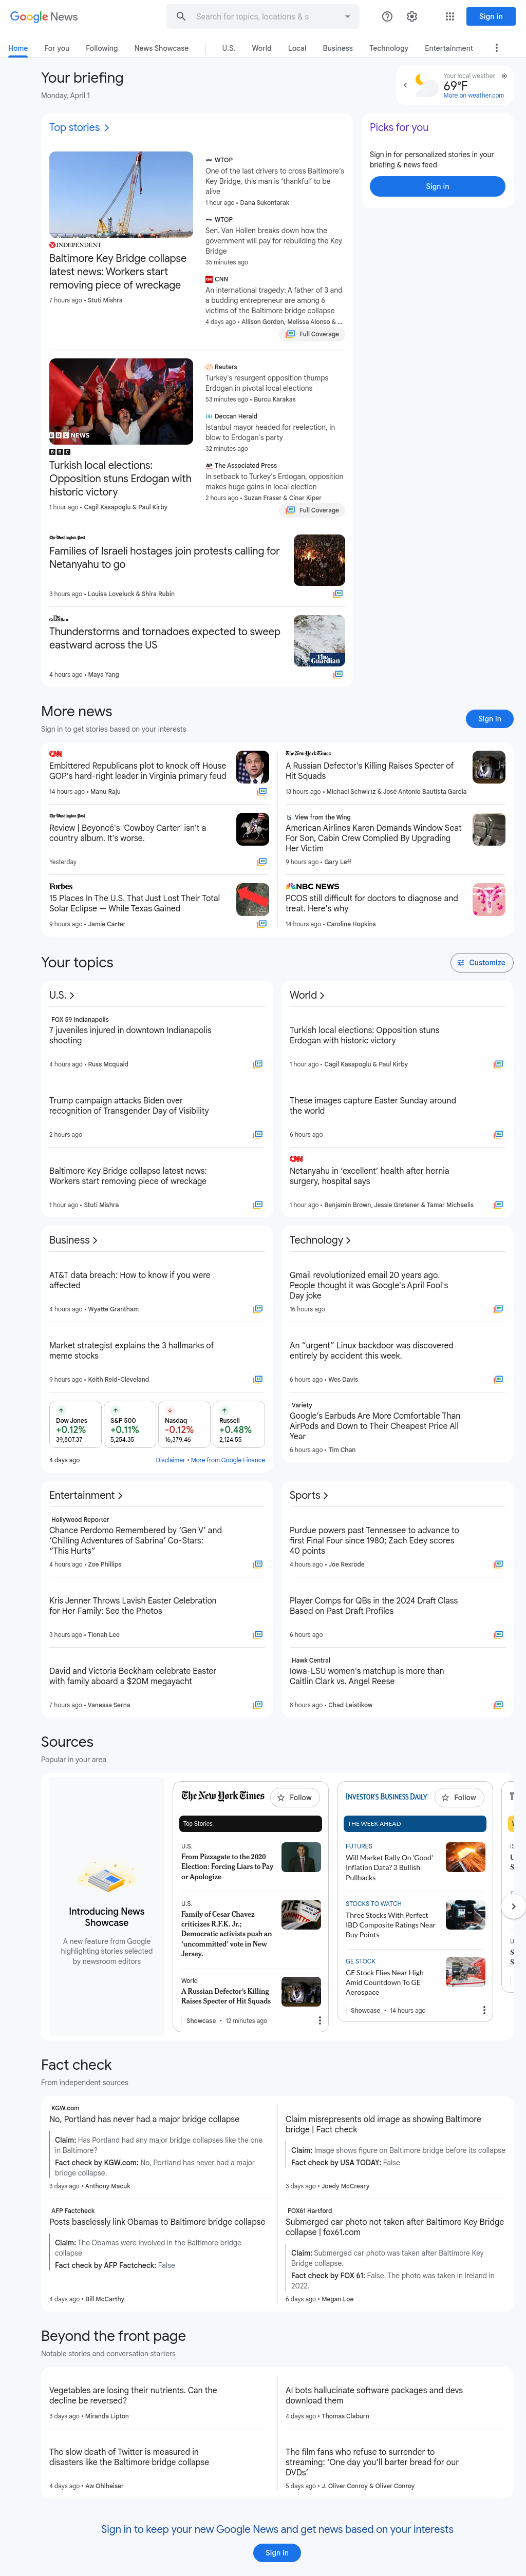 Google News
Search for topics, locations & s
Sign in
Home
For you
Following
News Showcase
U.S.
World
Local
Business
Technology
Entertainment
Your briefing
Monday, April 1
Your local weather
69°F
More on weather.com
Top stories
INDEPENDENT
Baltimore Key Bridge collapse
latest news: Workers start
removing piece of wreckage
7 hours ago • Stuti Mishra
WTOP
One of the last drivers to cross Baltimore's
Key Bridge, this man is 'thankful' to be
alive
1 hour ago • Dana Sukontarak
WTOP
Sen. Van Hollen breaks down how the
government will pay for rebuilding the Key
Bridge
35 minutes ago
CNN
An international tragedy: A father of 3 and
a budding entrepreneur are among 6
victims of the Baltimore bridge collapse
4 days ago • Allison Gordon, Melissa Alonso & ...
Full Coverage
Picks for you
Sign in for personalized stories in your
briefing & news feed
Sign in
BBC NEWS
BBC
Turkish local elections:
Opposition stuns Erdogan with
historic victory
1 hour ago • Cagil Kasapoglu & Paul Kirby
Reuters
Turkey's resurgent opposition thumps
Erdogan in pivotal local elections
53 minutes ago • Burcu Karakas
Deccan Herald
Istanbul mayor headed for reelection, in
blow to Erdogan's party
32 minutes ago
The Associated Press
In setback to Turkey's Erdogan, opposition
makes huge gains in local election
2 hours ago • Suzan Fraser & Cinar Kiper
Full Coverage
The Washington Post
Families of Israeli hostages join protests calling for
Netanyahu to go
3 hours ago • Louisa Loveluck & Shira Rubin
The Guardian
Thunderstorms and tornadoes expected to sweep
eastward across the US
4 hours ago • Maya Yang
The Guardian
More news
Sign in to get stories based on your interests
Sign in
CNN
Embittered Republicans plot to knock off House
GOP's hard-right leader in Virginia primary feud
14 hours ago • Manu Raju
The Washington Post
Review | Beyoncé's 'Cowboy Carter' isn't a
country album. It's worse.
Yesterday
Forbes
15 Places In The U.S. That Just Lost Their Total
Solar Eclipse — While Texas Gained
9 hours ago • Jamie Carter
The New York Times
A Russian Defector's Killing Raises Specter of
Hit Squads
13 hours ago • Michael Schwirtz & José Antonio Bautista García
View from the Wing
American Airlines Karen Demands Window Seat
For Son, Cabin Crew Complied By Upgrading
Her Victim
9 hours ago • Gary Leff
NBC NEWS
PCOS still difficult for doctors to diagnose and
treat. Here's why
14 hours ago • Caroline Hopkins
Your topics
Customize
U.S.
FOX 59 Indianapolis
7 juveniles injured in downtown Indianapolis
shooting
4 hours ago • Russ Mcquaid
Trump campaign attacks Biden over
recognition of Transgender Day of Visibility
2 hours ago
Baltimore Key Bridge collapse latest news:
Workers start removing piece of wreckage
1 hour ago • Stuti Mishra
World
Turkish local elections: Opposition stuns
Erdogan with historic victory
1 hour ago • Cagil Kasapoglu & Paul Kirby
These images capture Easter Sunday around
the world
6 hours ago
CNN
Netanyahu in 'excellent' health after hernia
surgery, hospital says
1 hour ago • Benjamin Brown, Jessie Gretener & Tamar Michaelis
Business
AT&T data breach: How to know if you were
affected
4 hours ago • Wyatte Grantham
Market strategist explains the 3 hallmarks of
meme stocks
9 hours ago • Keith Reid-Cleveland
Dow Jones
+0.12%
39,807.37
S&P 500
+0.11%
5,254.35
Nasdaq
-0.12%
16,379.46
Russell
+0.48%
2,124.55
4 days ago
Disclaimer • More from Google Finance
Technology
Gmail revolutionized email 20 years ago.
People thought it was Google's April Fool's
Day joke
16 hours ago
An "urgent" Linux backdoor was discovered
entirely by accident this week.
6 hours ago • Wes Davis
Variety
Google's Earbuds Are More Comfortable Than
AirPods and Down to Their Cheapest Price All
Year
6 hours ago • Tim Chan
Entertainment
Hollywood Reporter
Chance Perdomo Remembered by 'Gen V' and
'Chilling Adventures of Sabrina' Co-Stars:
"This Hurts"
4 hours ago • Zoe Phillips
Kris Jenner Throws Lavish Easter Celebration
for Her Family: See the Photos
3 hours ago • Tionah Lee
David and Victoria Beckham celebrate Easter
with family aboard a $20M megayacht
7 hours ago • Vanessa Serna
Sports
Purdue powers past Tennessee to advance to
first Final Four since 1980; Zach Edey scores
40 points
4 hours ago • Joe Rexrode
Player Comps for QBs in the 2024 Draft Class
Based on Past Draft Profiles
6 hours ago
Hawk Central
Iowa-LSU women's matchup is more than
Caitlin Clark vs. Angel Reese
8 hours ago • Chad Leistikow
Sources
Popular in your area
Introducing News
Showcase
A new feature from Google
highlighting stories selected
by newsroom editors
The New York Times
Follow
Top Stories
U.S.
From Pizzagate to the 2020
Election: Forcing Liars to Pay
or Apologize
U.S.
Family of Cesar Chavez
criticizes R.F.K. Jr.;
Democratic activists push an
'uncommitted' vote in New
Jersey.
World
A Russian Defector's Killing
Raises Specter of Hit Squads
Showcase • 12 minutes ago
INVESTOR'S BUSINESS DAILY
Follow
THE WEEK AHEAD
FUTURES
Will Market Rally On 'Good'
Inflation Data? 3 Bullish
Pullbacks
STOCKS TO WATCH
Three Stocks With Perfect
IBD Composite Ratings Near
Buy Points
GE STOCK
GE Stock Flies Near High
Amid Countdown To GE
Aerospace
Showcase • 14 hours ago
Fact check
From independent sources
KGW.com
No, Portland has never had a major bridge collapse
Claim: Has Portland had any major bridge collapses like the one
in Baltimore?
Fact check by KGW.com: No, Portland has never had a major
bridge collapse.
3 days ago • Anthony Macuk
AFP Factcheck
Posts baselessly link Obamas to Baltimore bridge collapse
Claim: The Obamas were involved in the Baltimore bridge
collapse
Fact check by AFP Factcheck: False
4 days ago • Bill McCarthy
Claim misrepresents old image as showing Baltimore
bridge | Fact check
Claim: Image shows figure on Baltimore bridge before its collapse
Fact check by USA TODAY: False
3 days ago • Joedy McCreary
FOX61 Hartford
Submerged car photo not taken after Baltimore Key Bridge
collapse | fox61.com
Claim: Submerged car photo was taken after Baltimore Key
Bridge collapse.
Fact check by FOX 61: False. The photo was taken in Ireland in
2022.
6 days ago • Megan Loe
Beyond the front page
Notable stories and conversation starters
Vegetables are losing their nutrients. Can the
decline be reversed?
3 days ago • Miranda Lipton
The slow death of Twitter is measured in
disasters like the Baltimore bridge collapse
4 days ago • Aw Ohlheiser
AI bots hallucinate software packages and devs
download them
4 days ago • Thomas Claburn
The film fans who refuse to surrender to
streaming: 'One day you'll barter bread for our
DVDs'
5 days ago • J. Oliver Conroy & Oliver Conroy
Sign in to keep your new Google News and get news based on your interests
Sign in